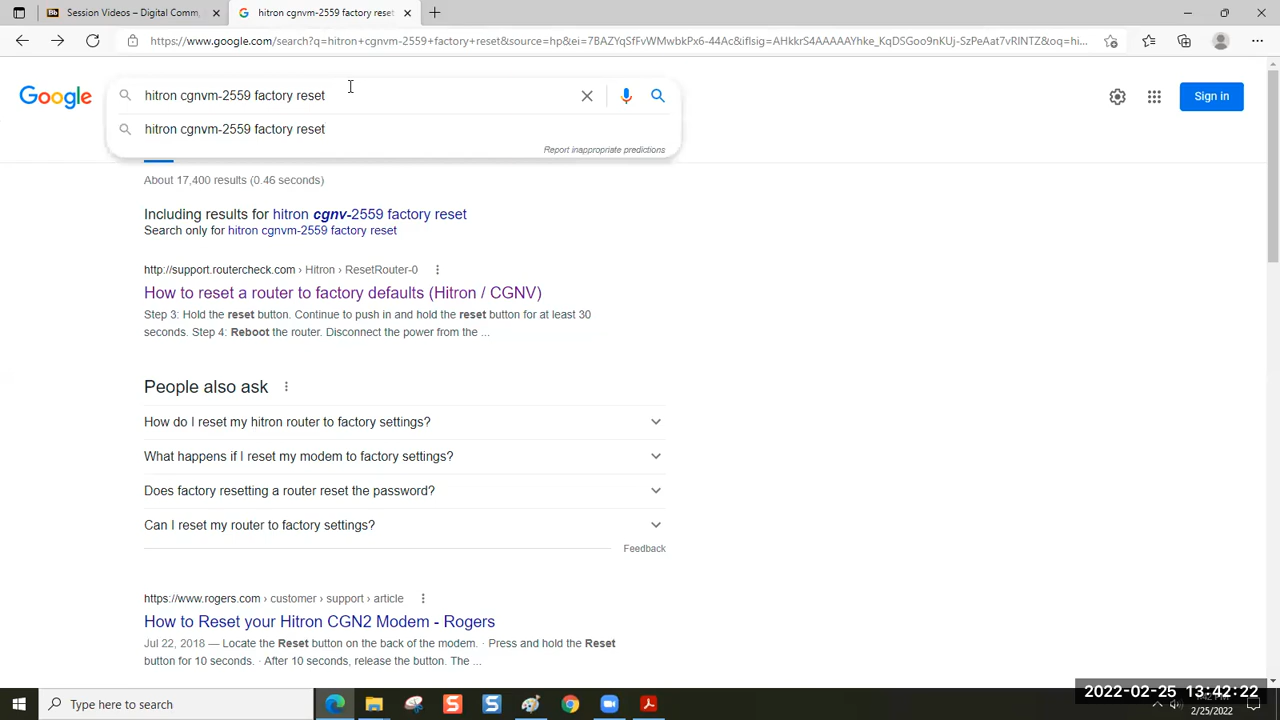 Session Videos – Digital Comm
hitron cgnvm-2559 factory reset
https://www.google.com/search?q=hitron+cgnvm-2559+factory+reset&source=hp&ei=7BAZYqSfFvWMwbkPx6-44Ac&iflsig=AHkkrS4AAAAAYhke_KqDSGoo9nKUj-SzPeAat7vRINTZ&oq=hi...
Google
hitron cgnvm-2559 factory reset
Sign in
hitron cgnvm-2559 factory reset
Report inappropriate predictions
About 17,400 results (0.46 seconds)
Including results for hitron cgnv-2559 factory reset
Search only for hitron cgnvm-2559 factory reset
http://support.routercheck.com › Hitron › ResetRouter-0
How to reset a router to factory defaults (Hitron / CGNV)
Step 3: Hold the reset button. Continue to push in and hold the reset button for at least 30
seconds. Step 4: Reboot the router. Disconnect the power from the ...
People also ask
How do I reset my hitron router to factory settings?
What happens if I reset my modem to factory settings?
Does factory resetting a router reset the password?
Can I reset my router to factory settings?
Feedback
https://www.rogers.com › customer › support › article
How to Reset your Hitron CGN2 Modem - Rogers
Jul 22, 2018 — Locate the Reset button on the back of the modem. · Press and hold the Reset
button for 10 seconds. · After 10 seconds, release the button. The ...
2022-02-25 13:42:22
Type here to search
2/25/2022